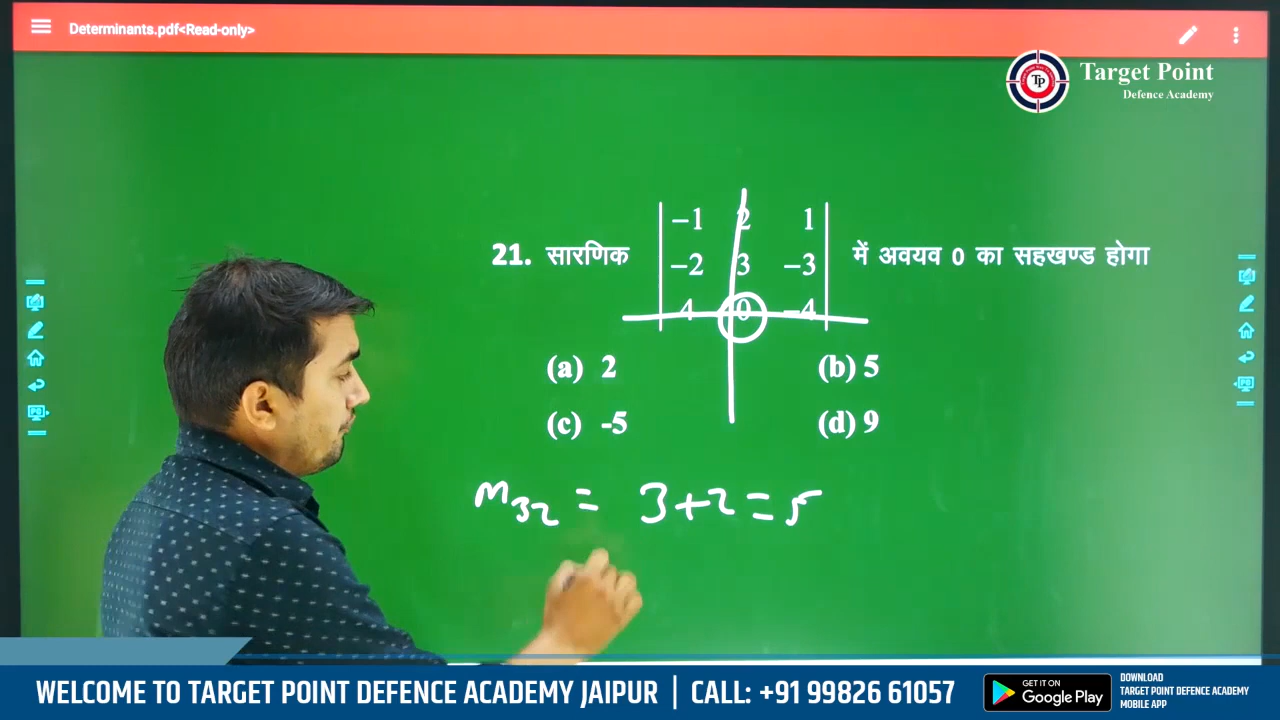 Determinants.pdf<Read-only>
TP
Target Point
Defence Academy
21. सारणिक
-1 2 1
-2 3 -3
4 0 -4
में अवयव 0 का सहखण्ड होगा
(a) 2 (b) 5
(c) -5 (d) 9
M32 = 3+2=5
WELCOME TO TARGET POINT DEFENCE ACADEMY JAIPUR | CALL: +91 99826 61057
GET IT ON
Google Play
DOWNLOAD
TARGET POINT DEFENCE ACADEMY
MOBILE APP